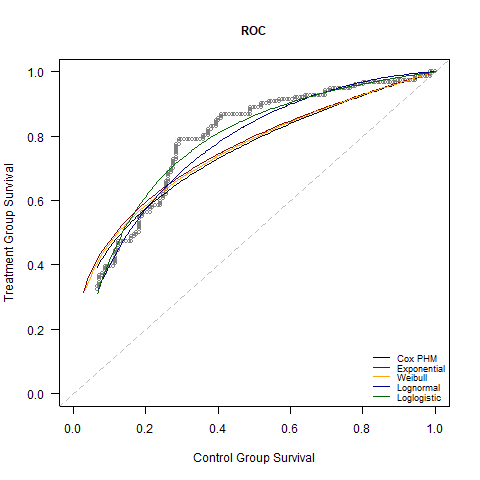 ROC
Treatment Group Survival
1.0
0.8
0.6
0.4
0.2
0.0
Cox PHM
Exponential
Weibull
Lognormal
Loglogistic
0.0 0.2 0.4 0.6 0.8 1.0
Control Group Survival